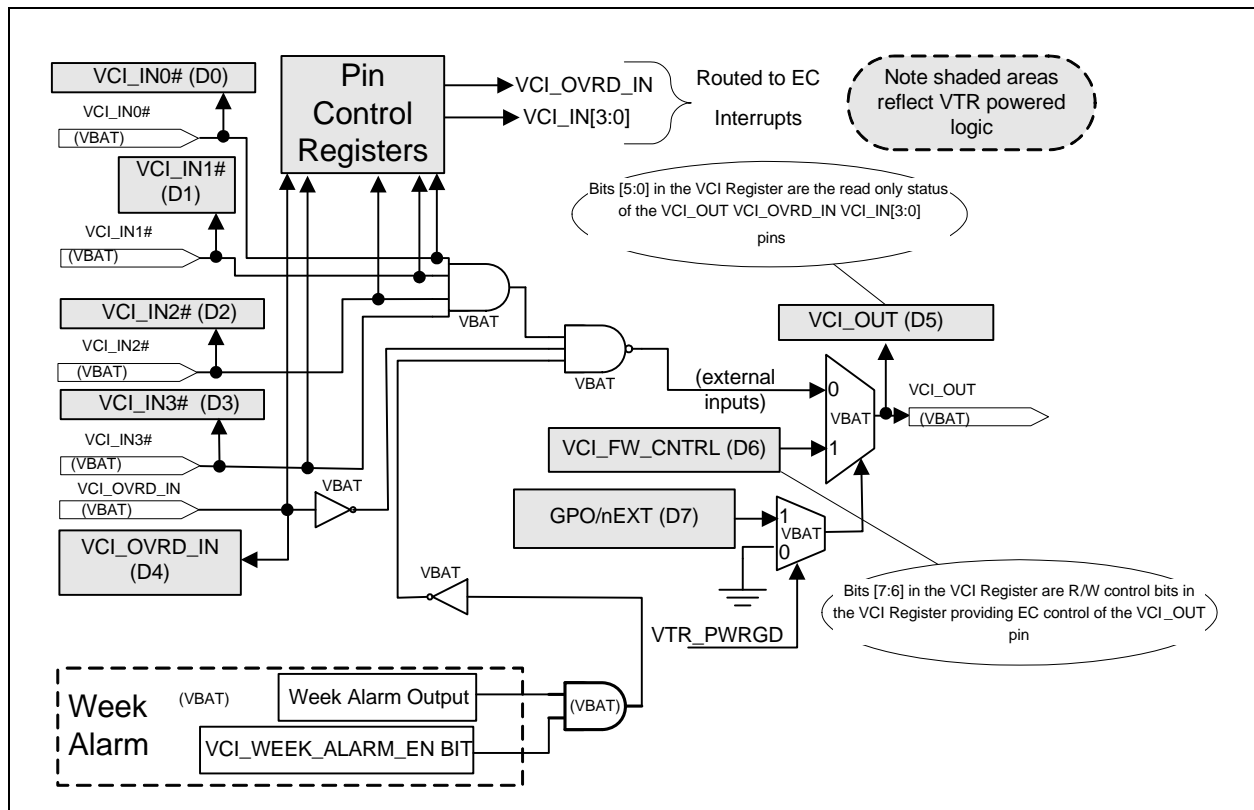 VCI_IN0# (D0)
VCI_IN0#
(VBAT)
VCI_IN1#
(D1)
VCI_IN1#
(VBAT)
VCI_IN2# (D2)
VCI_IN2#
(VBAT)
VCI_IN3# (D3)
VCI_IN3#
(VBAT)
VCI_OVRD_IN
(VBAT)
VCI_OVRD_IN
(D4)
Pin
Control
Registers
VCI_OVRD_IN
VCI_IN[3:0]
Routed to EC
Interrupts
Note shaded areas
reflect VTR powered
logic
Bits [5:0] in the VCI Register are the read only status
of the VCI_OUT VCI_OVRD_IN VCI_IN[3:0]
pins
VBAT
VBAT
VBAT
VBAT
(external
inputs)
VCI_OUT (D5)
0
VBAT
1
VCI_OUT
(VBAT)
VCI_FW_CNTRL (D6)
GPO/nEXT (D7)
1
VBAT
0
VTR_PWRGD
Bits [7:6] in the VCI Register are R/W control bits in
the VCI Register providing EC control of the VCI_OUT
pin
Week
Alarm
(VBAT)
Week Alarm Output
VCI_WEEK_ALARM_EN BIT
(VBAT)